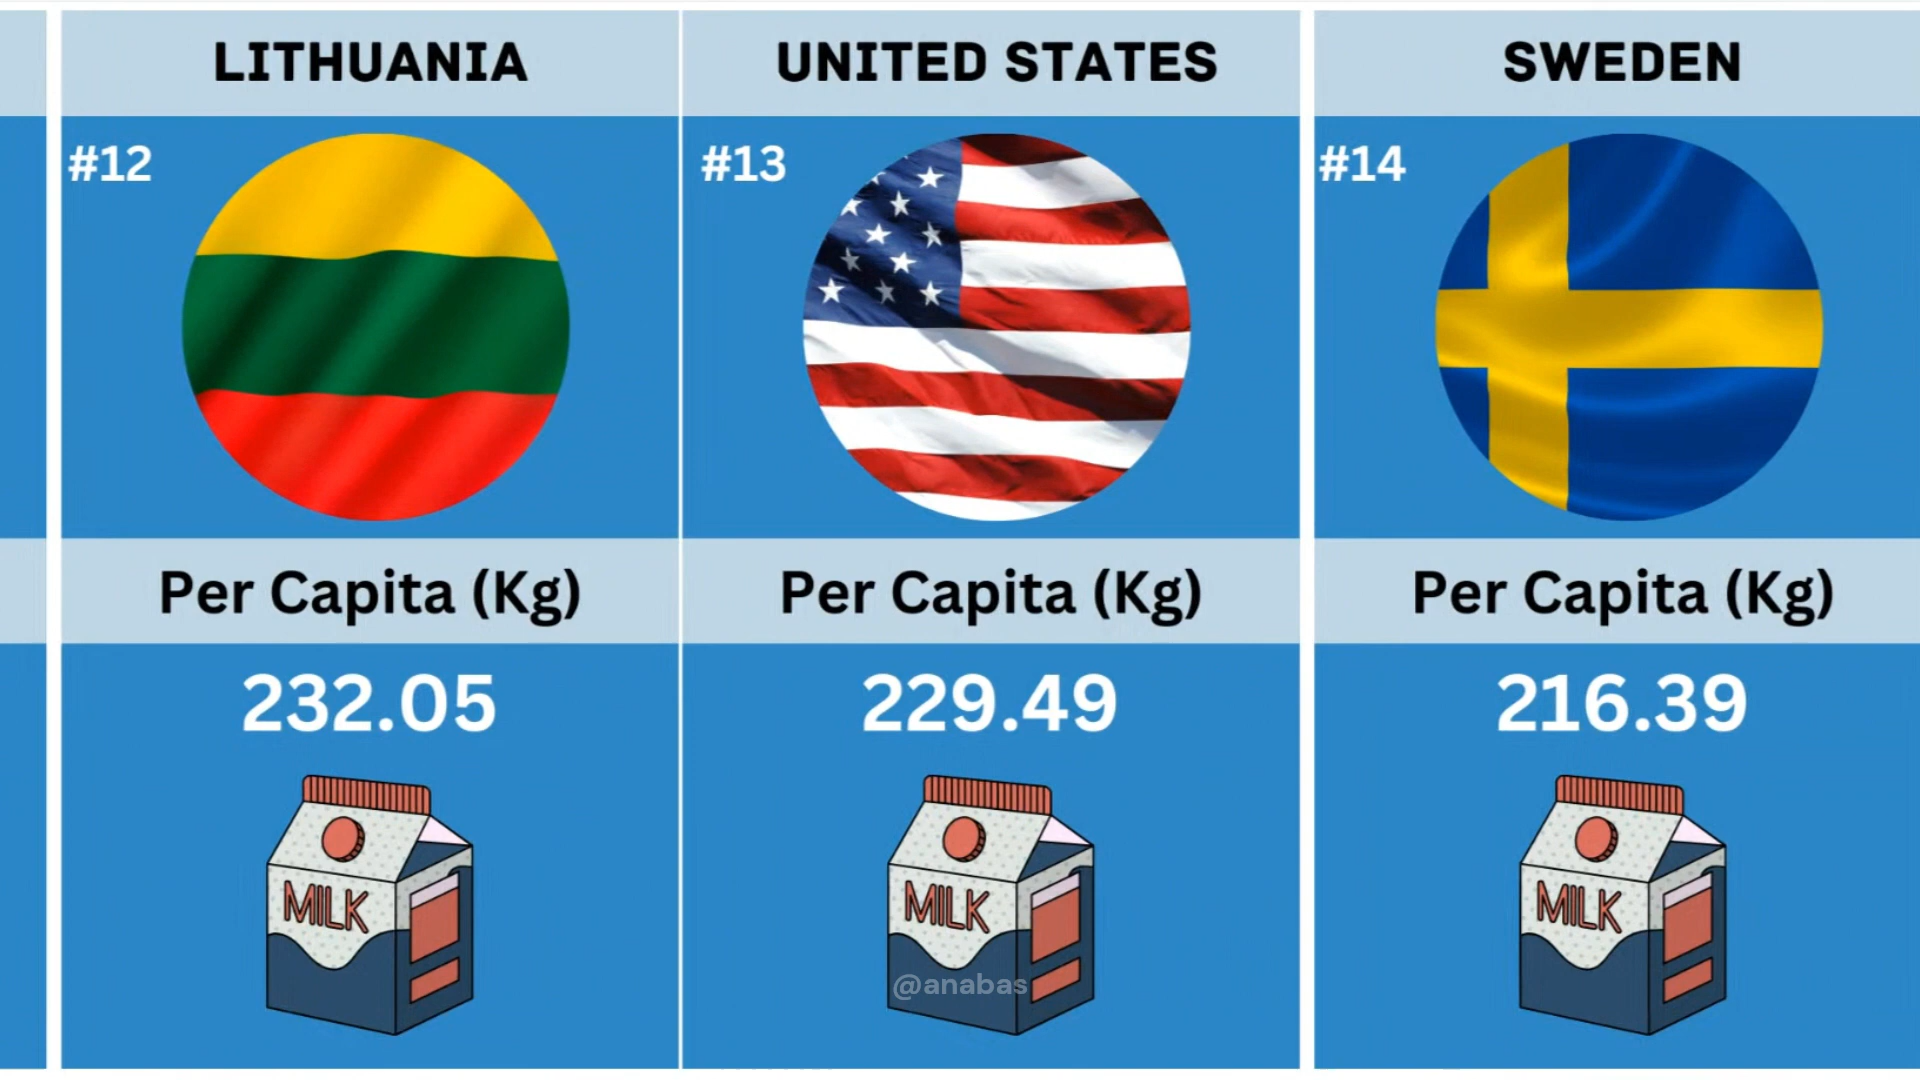 LITHUANIA
#12
Per Capita (Kg)
232.05
MILK
UNITED STATES
#13
Per Capita (Kg)
229.49
MILK
@anabas
SWEDEN
#14
Per Capita (Kg)
216.39
MILK